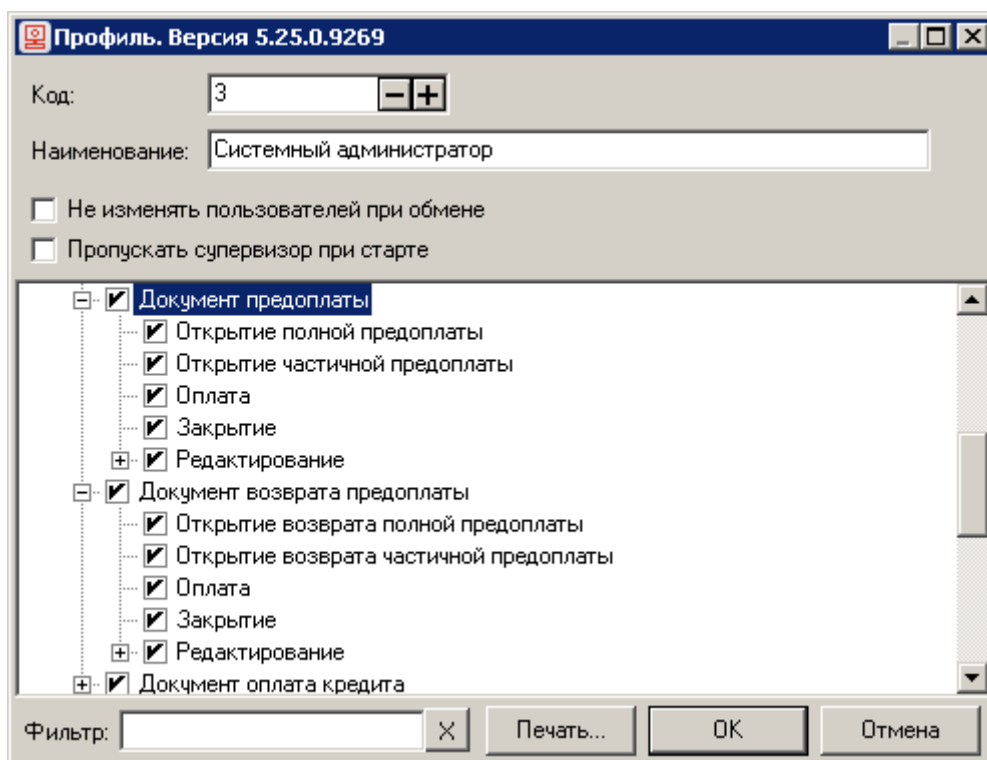 Профиль. Версия 5.25.0.9269
Код: 3
Наименование: Системный администратор
Не изменять пользователей при обмене
Пропускать супервизор при старте
Документ предоплаты
Открытие полной предоплаты
Открытие частичной предоплаты
Оплата
Закрытие
Редактирование
Документ возврата предоплаты
Открытие возврата полной предоплаты
Открытие возврата частичной предоплаты
Оплата
Закрытие
Редактирование
Документ оплата кредита
Фильтр: X Печать... OK Отмена